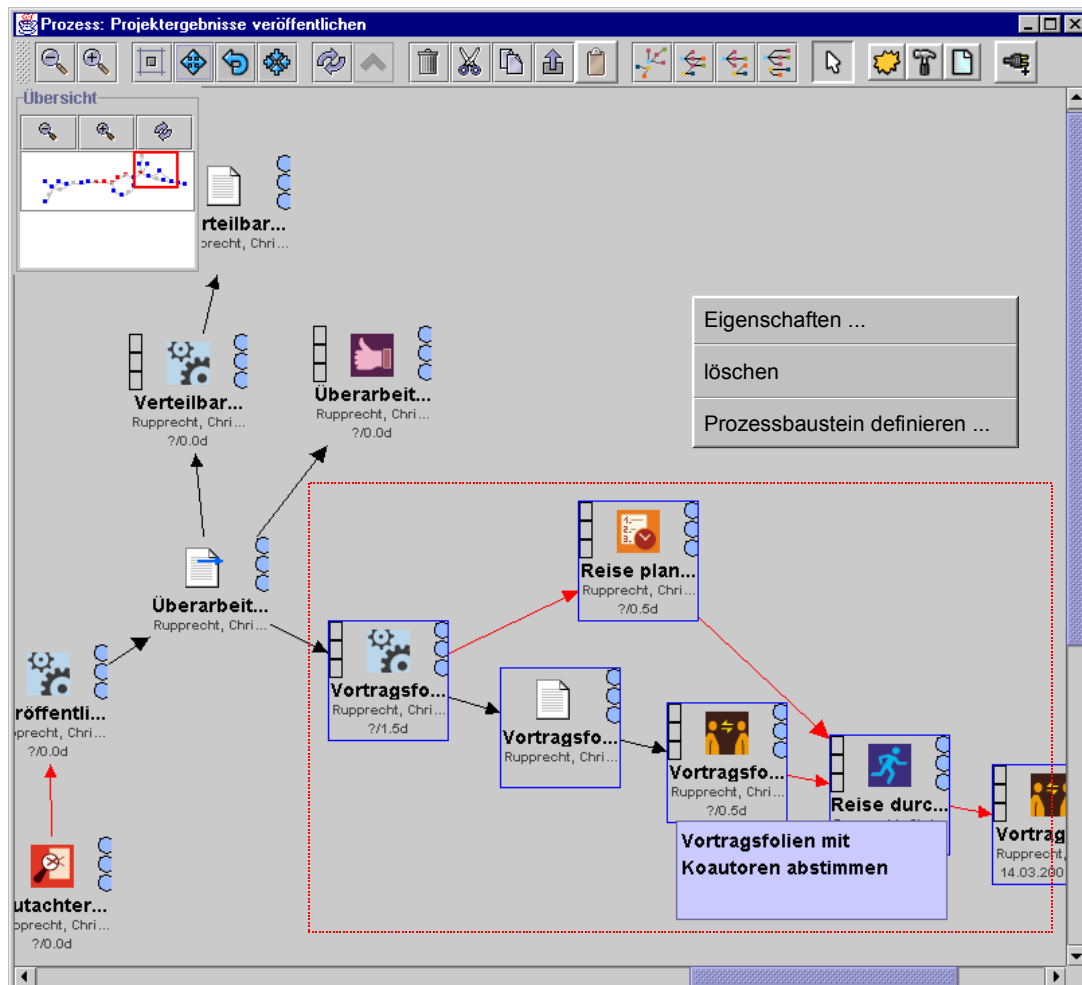 Prozess: Projektergebnisse veröffentlichen
Übersicht
rteilbar...
precht, Chri...
Verteilbar...
Rupprecht, Chri...
?/0.0d
Überarbeit...
Rupprecht, Chri...
?/0.0d
Eigenschaften ...
löschen
Prozessbaustein definieren ...
Überarbeit...
Rupprecht, Chri...
Reise plan...
Rupprecht, Chri...
?/0.5d
röffentli...
precht, Chri...
?/0.0d
Vortragsfo...
Rupprecht, Chri...
?/1.5d
Vortragsfo...
Rupprecht, Chri...
Vortragsfo...
Rupprecht, Chri...
?/0.5d
Reise durc...
Vortrag
Rupprecht,
14.03.200
Vortragsfolien mit
Koautoren abstimmen
utachter...
pprecht, Chri...
?/0.0d